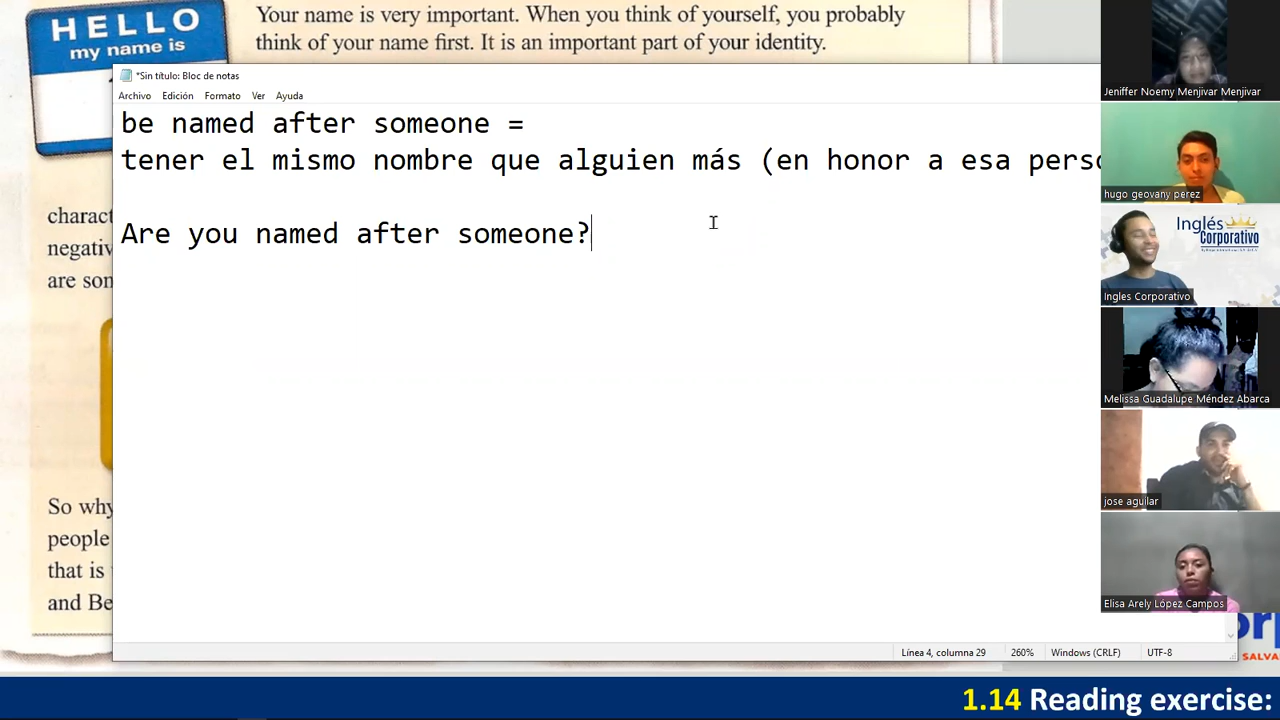 HELLO
my name is
Your name is very important. When you think of yourself, you probably
think of your name first. It is an important part of your identity.
*Sin título: Bloc de notas
Archivo Edición Formato Ver Ayuda
be named after someone =
tener el mismo nombre que alguien más (en honor a esa perso
Are you named after someone?
charact
negativ
are som
So why
people
that is
and Be
Línea 4, columna 29 260% Windows (CRLF) UTF-8
Jeniffer Noemy Menjivar Menjivar
hugo geovany perez
Inglés
Corporativo
Ingles Corporativo
Melissa Guadalupe Méndez Abarca
jose aguilar
Elisa Arely López Campos
SALVA
1.14 Reading exercise: